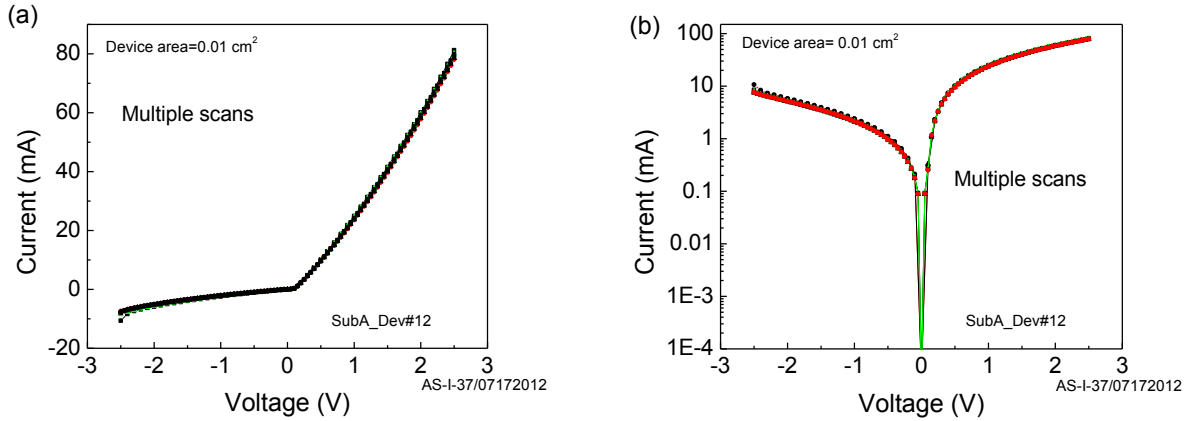 (a)
Device area=0.01 cm²
Multiple scans
SubA_Dev#12
80
60
40
20
0
-20
-3
-2
-1
0
1
2
3
Current (mA)
Voltage (V)
AS-I-37/07172012
(b)
Device area= 0.01 cm²
Multiple scans
SubA_Dev#12
100
10
1
0.1
0.01
1E-3
1E-4
-3
-2
-1
0
1
2
3
Current (mA)
Voltage (V)
AS-I-37/07172012